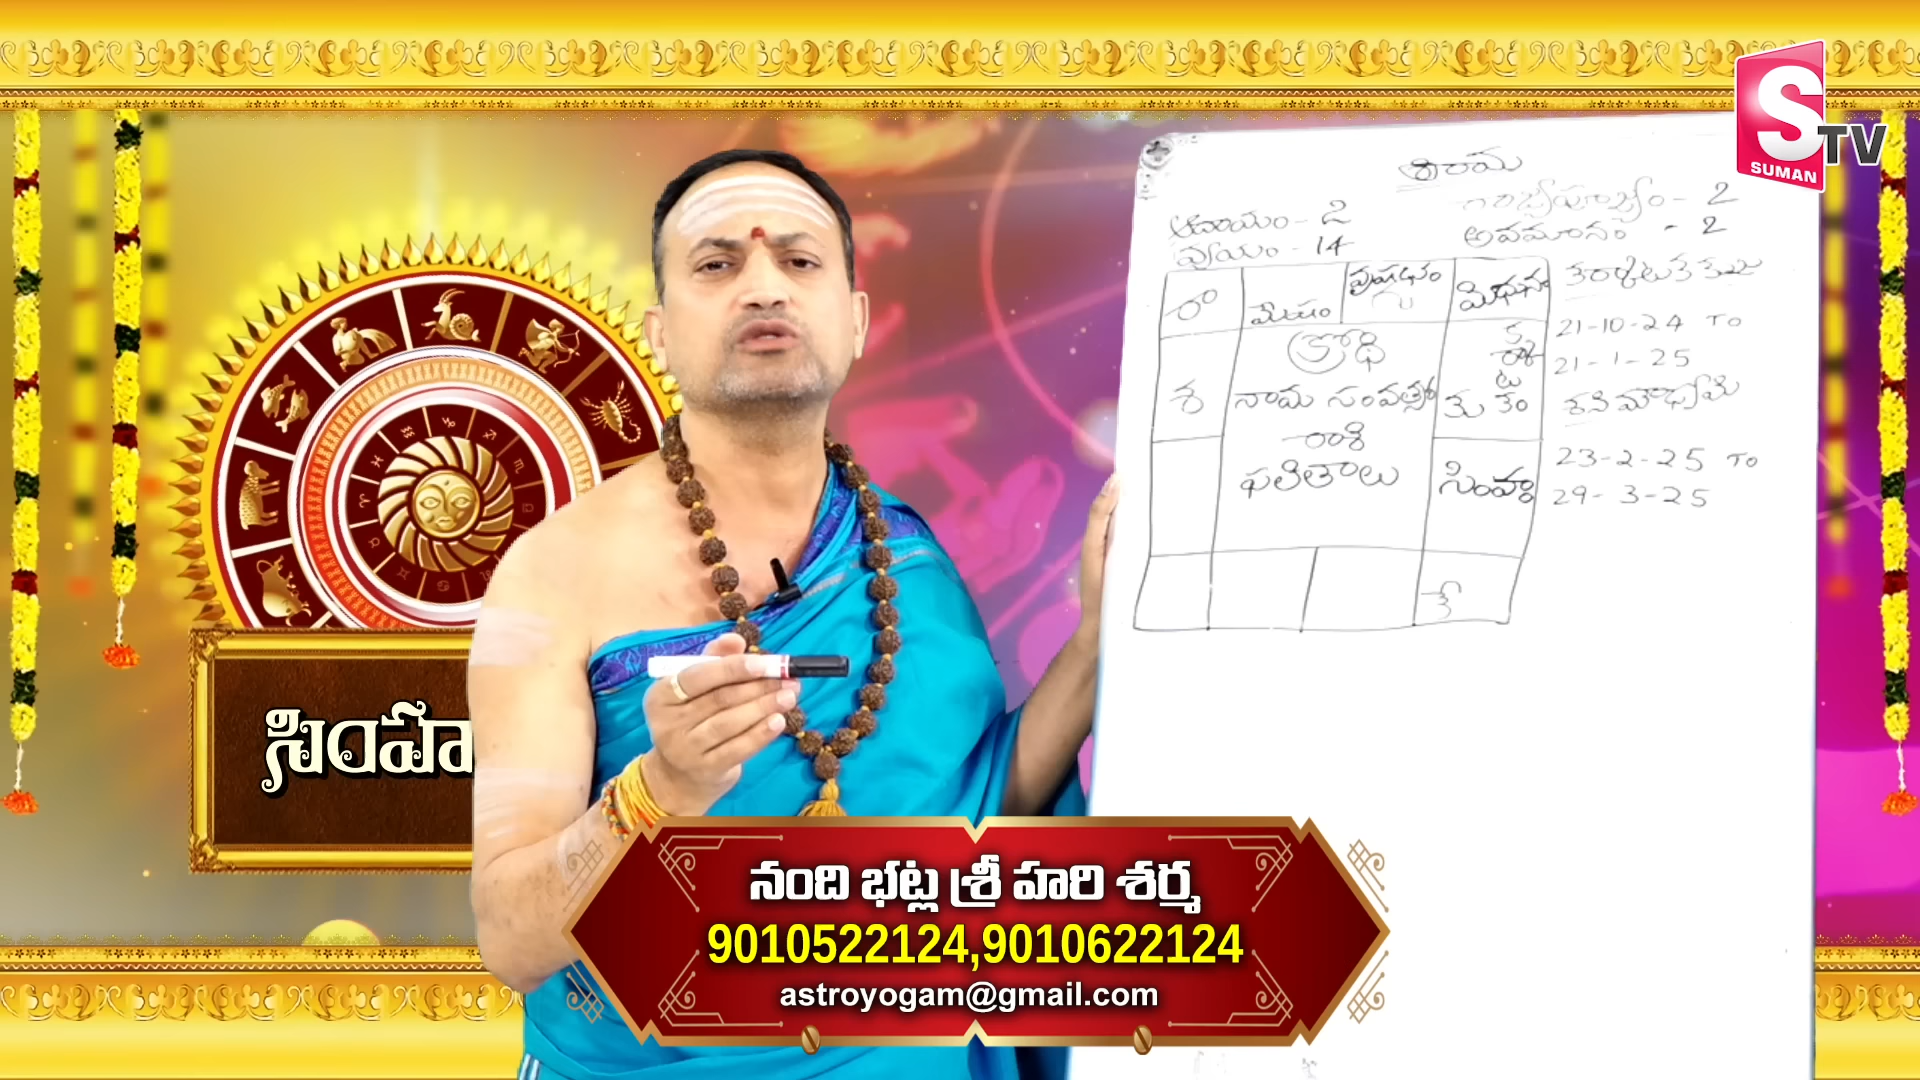 S TV
SUMAN
శ్రీరామ
ఆదాయం - 2
వ్యయం - 14
రాజ్యపూజ్యం - 2
అవమానం - 2
రా
మేషం
వృషభం
గు
మిథున
21-10-24 TO
21-1-25
క్రోధి
శ
నామ సంవత్సర
కు కం
రాశి
ఫలితాలు
సింహ
23-2-25 TO
29-3-25
కే
సింహ
నంది భట్ల శ్రీ హరి శర్మ
9010522124,9010622124
astroyogam@gmail.com